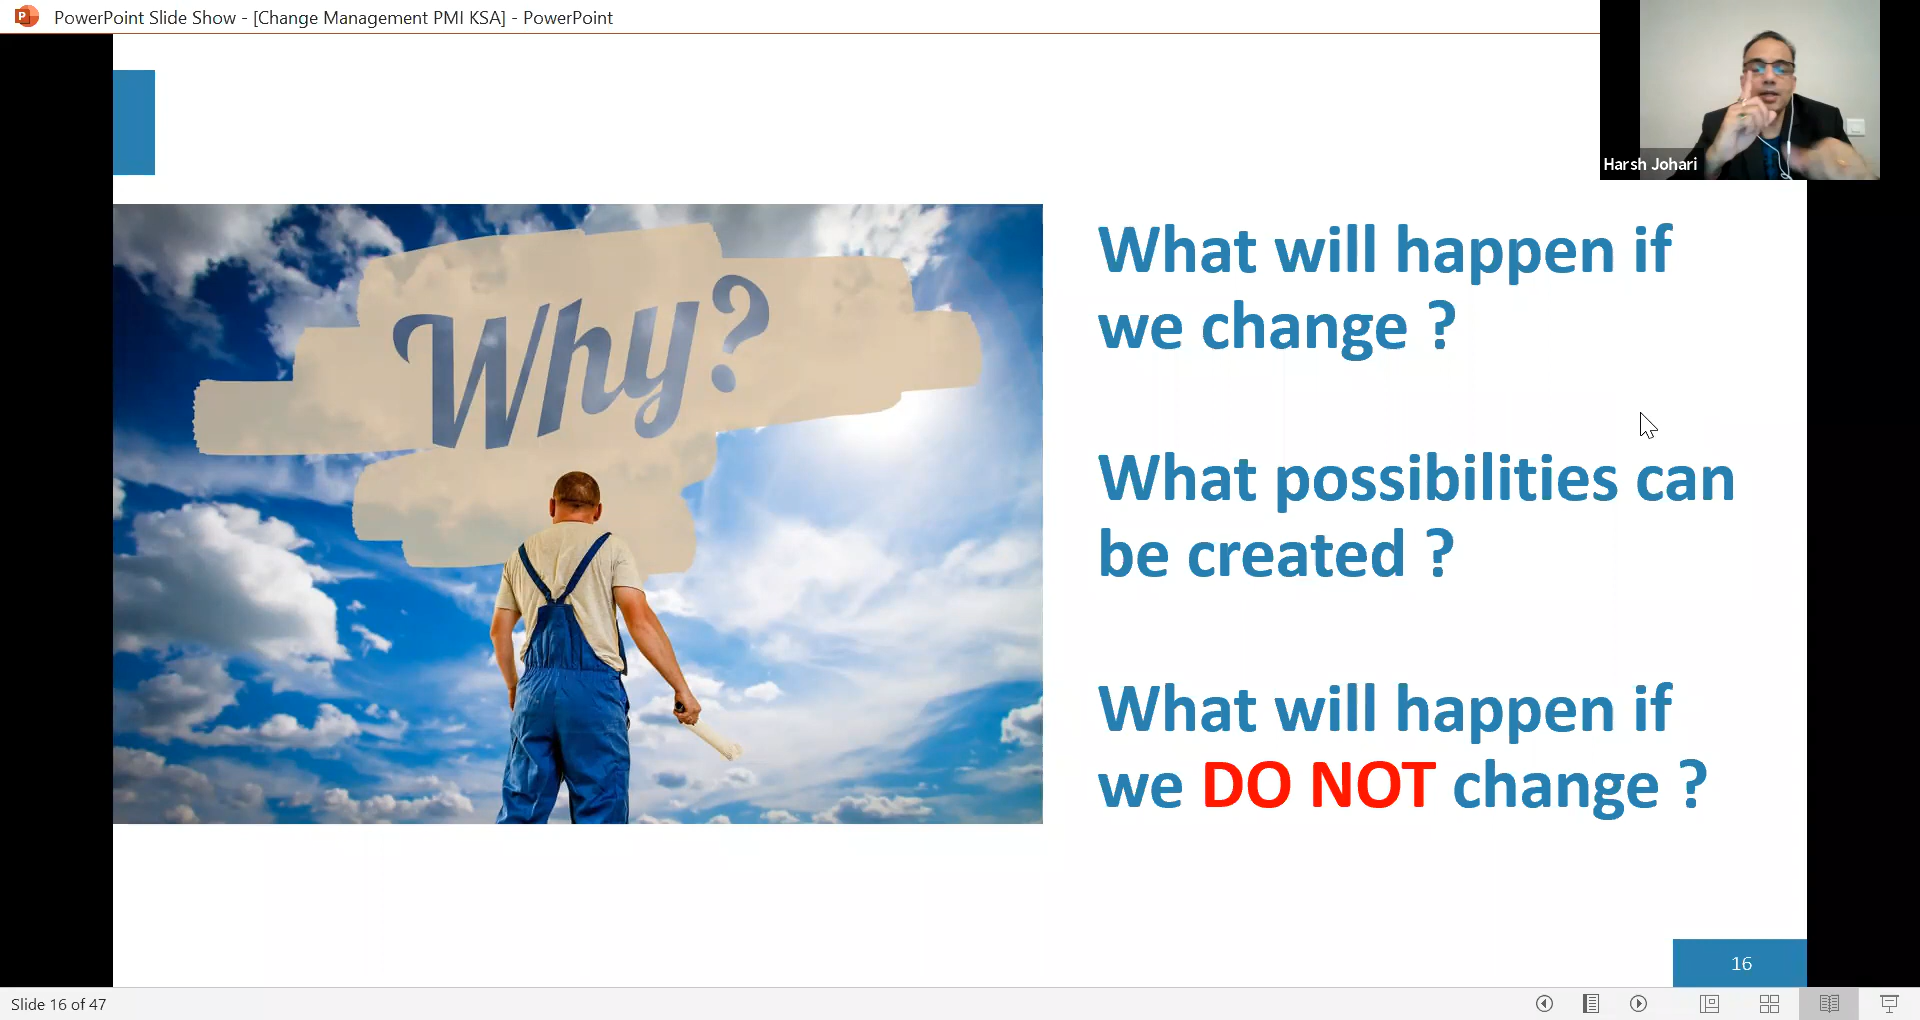 PowerPoint Slide Show - [Change Management PMI KSA] - PowerPoint
Harsh Johari
Why?
What will happen if
we change ?
What possibilities can
be created ?
What will happen if
we DO NOT change ?
16
Slide 16 of 47